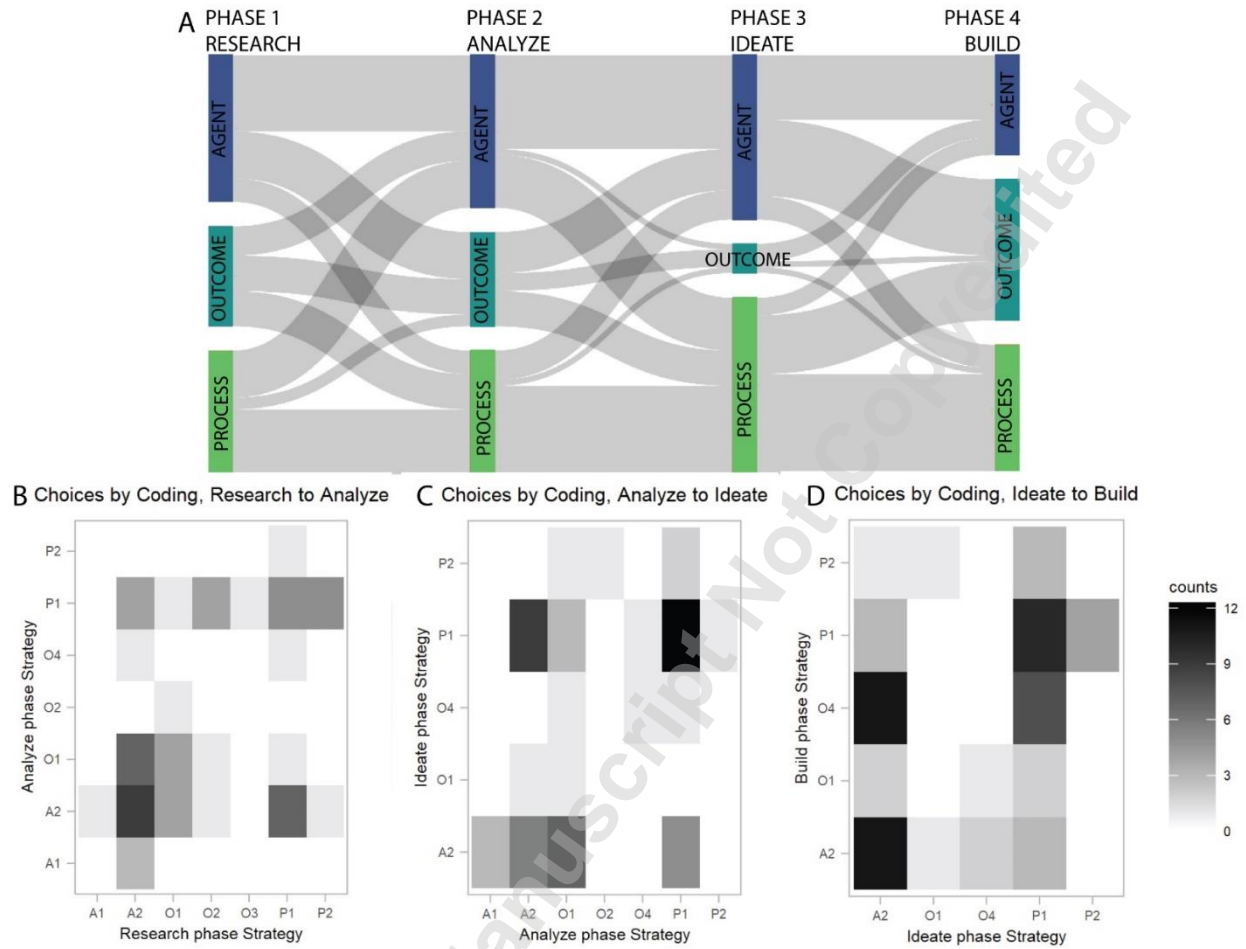 A
PHASE 1
RESEARCH
PHASE 2
ANALYZE
PHASE 3
IDEATE
PHASE 4
BUILD
AGENT
OUTCOME
PROCESS
AGENT
OUTCOME
PROCESS
AGENT
OUTCOME
PROCESS
AGENT
OUTCOME
PROCESS
B Choices by Coding, Research to Analyze
Analyze phase Strategy
P2
P1
O4
O2
O1
A2
A1
A1 A2 O1 O2 O3 P1 P2
Research phase Strategy
C Choices by Coding, Analyze to Ideate
Ideate phase Strategy
P2
P1
O4
O1
A2
A1 A2 O1 O2 O4 P1 P2
Analyze phase Strategy
D Choices by Coding, Ideate to Build
Build phase Strategy
P2
P1
O4
O1
A2
A2 O1 O4 P1 P2
Ideate phase Strategy
counts
12
9
6
3
0
anuscript Not Copyedited